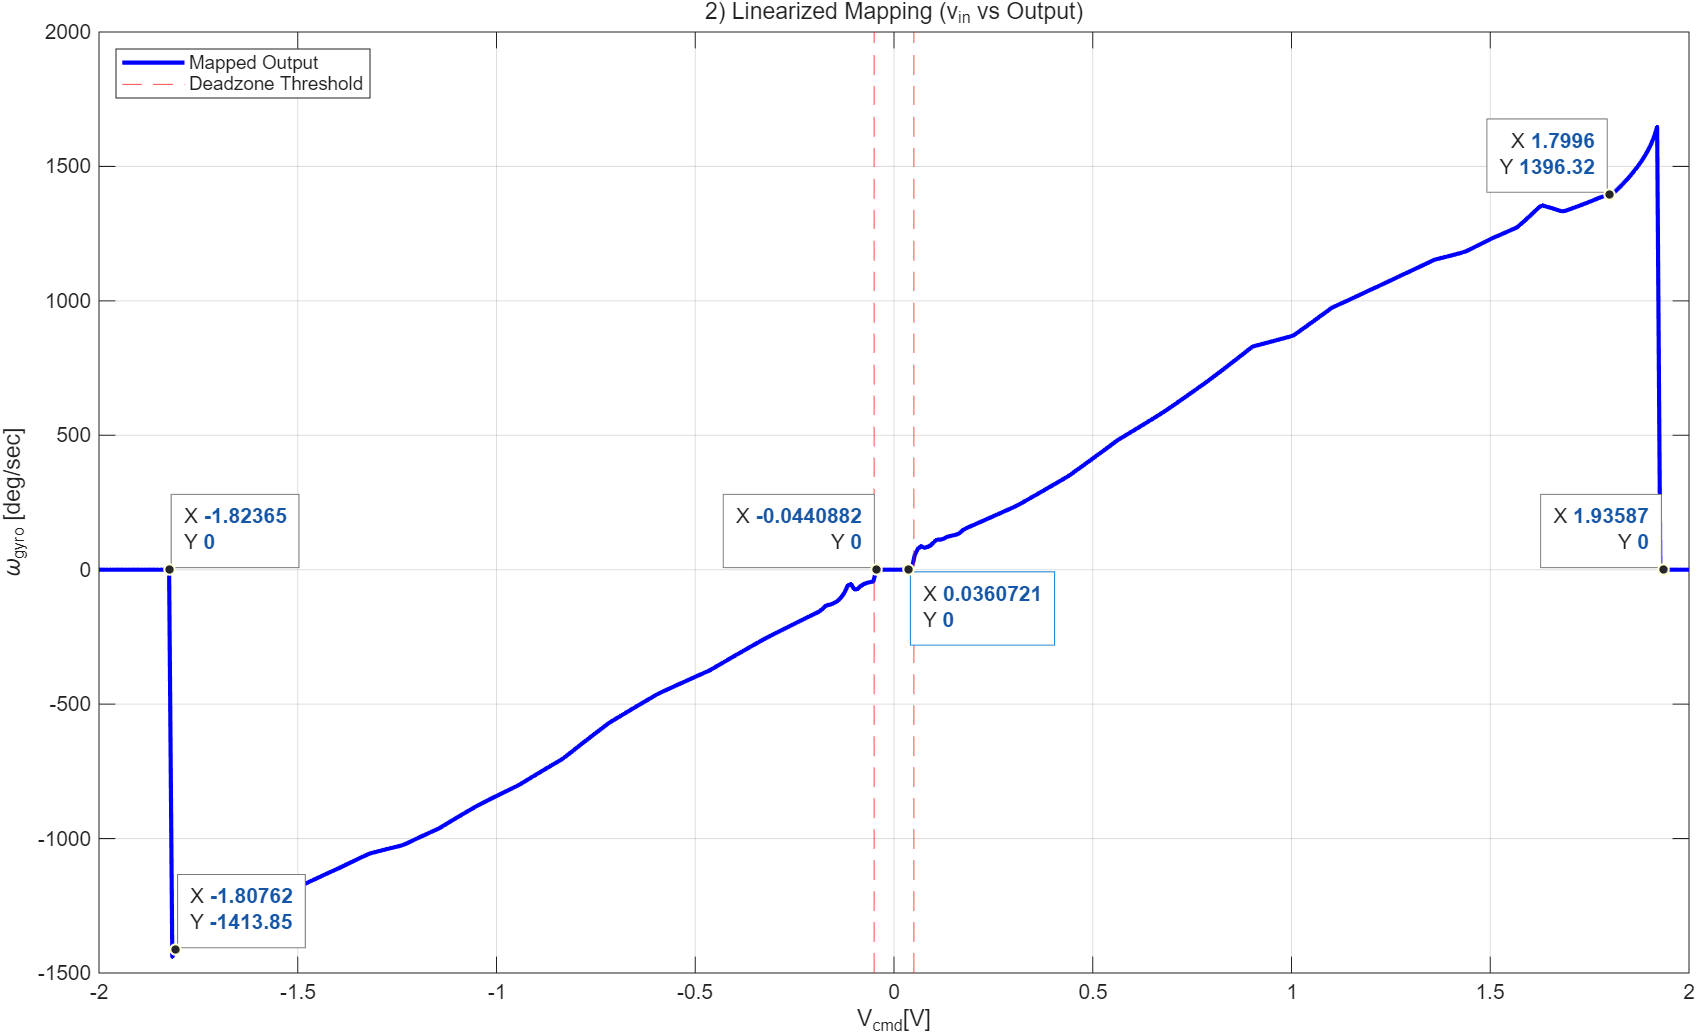 2) Linearized Mapping (vin vs Output)
2000
1500
1000
500
0
-500
-1000
-1500
Mapped Output
Deadzone Threshold
X 1.7996
Y 1396.32
X -1.82365
Y 0
X -0.0440882
Y 0
X 1.93587
Y 0
X 0.0360721
Y 0
X -1.80762
Y -1413.85
ωgyro [deg/sec]
-2 -1.5 -1 -0.5 0 0.5 1 1.5 2
Vcmd[V]